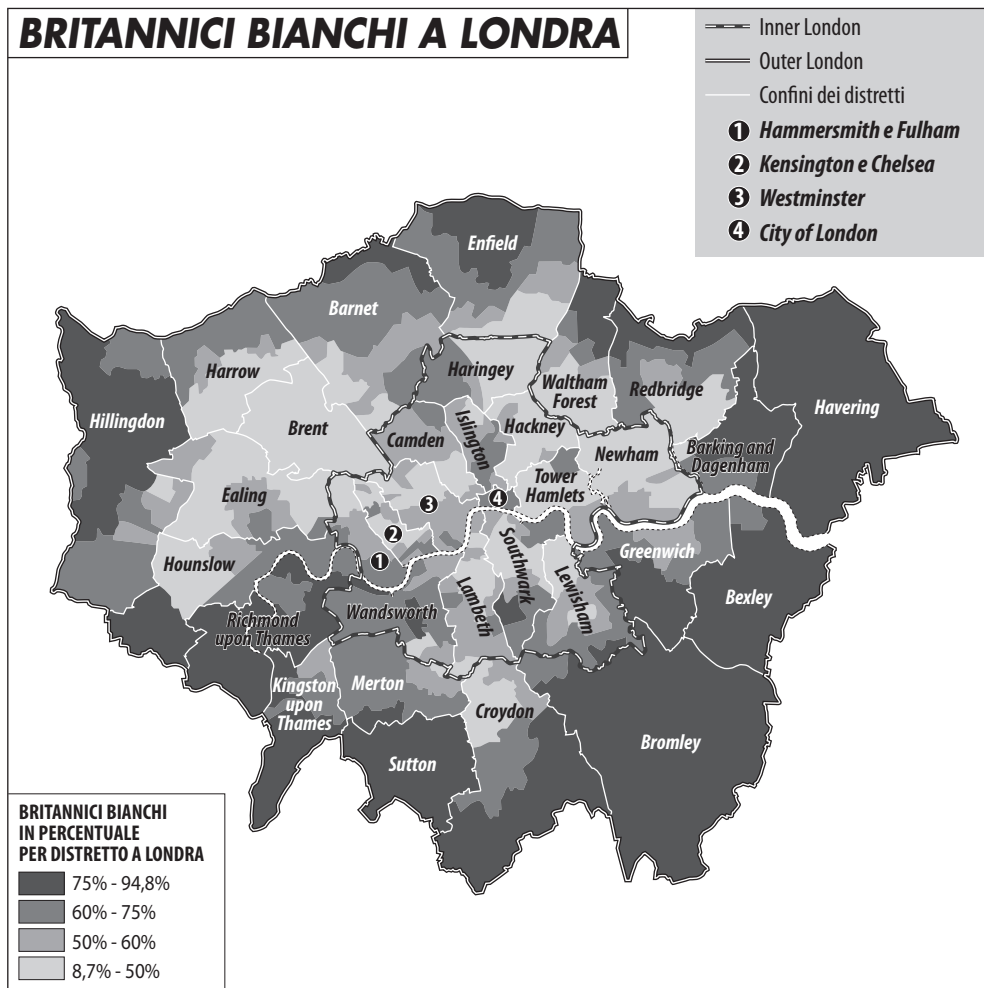 BRITANNICI BIANCHI A LONDRA
Inner London
Outer London
Confini dei distretti
1 Hammersmith e Fulham
2 Kensington e Chelsea
3 Westminster
4 City of London
Enfield
Barnet
Harrow
Haringey
Waltham
Forest
Redbridge
Havering
Hillingdon
Brent
Camden
Islington
Hackney
Newham
Barking and
Dagenham
Ealing
Tower
Hamlets
3
4
2
1
Hounslow
Greenwich
Southwark
Lewisham
Lambeth
Bexley
Richmond
upon Thames
Wandsworth
Kingston
upon
Thames
Merton
Croydon
Sutton
Bromley
BRITANNICI BIANCHI
IN PERCENTUALE
PER DISTRETTO A LONDRA
75% - 94,8%
60% - 75%
50% - 60%
8,7% - 50%